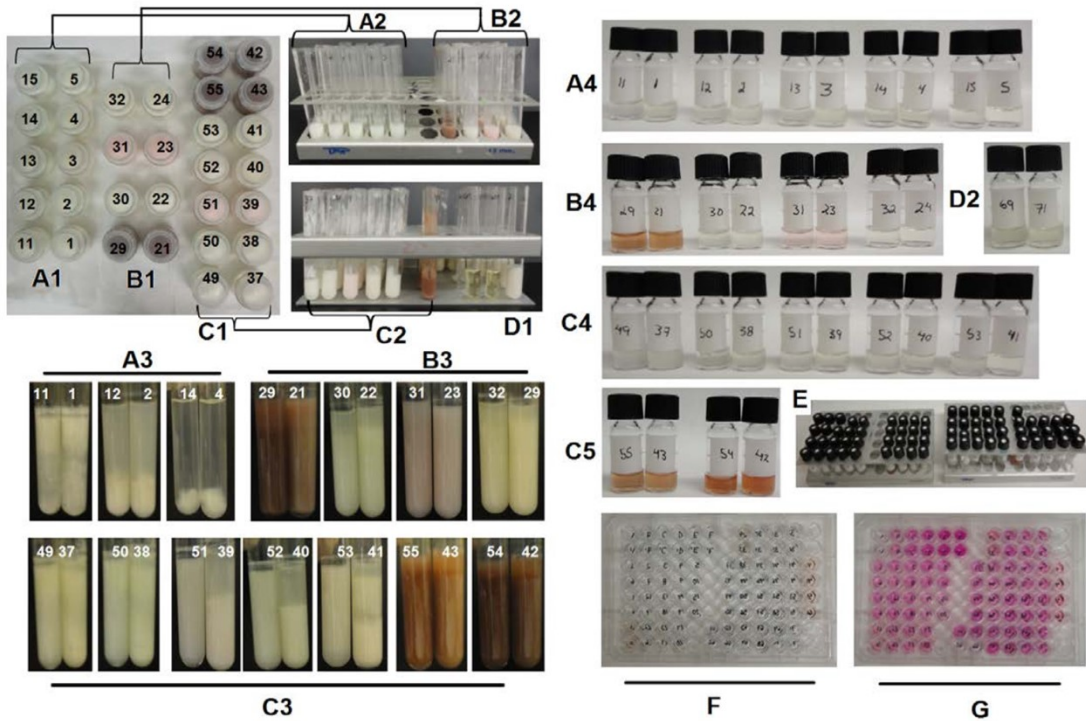 A2
B2
54 42
15 5
55 43
32 24
14 4
53 41
31 23
13 3
52 40
12 2
30 22
51 39
11 1
29 21
50 38
A1
B1
49 37
C1
C2
D1
A3
B3
11 1
12 2
14 4
29 21
30 22
31 23
32 29
49 37
50 38
51 39
52 40
53 41
55 43
54 42
C3
A4
11 1 12 2 13 3 14 4 15 5
B4
29 21 30 22 31 23 32 24
D2
69 71
C4
49 37 50 38 51 39 52 40 53 41
C5
55 43 54 42
E
F
G